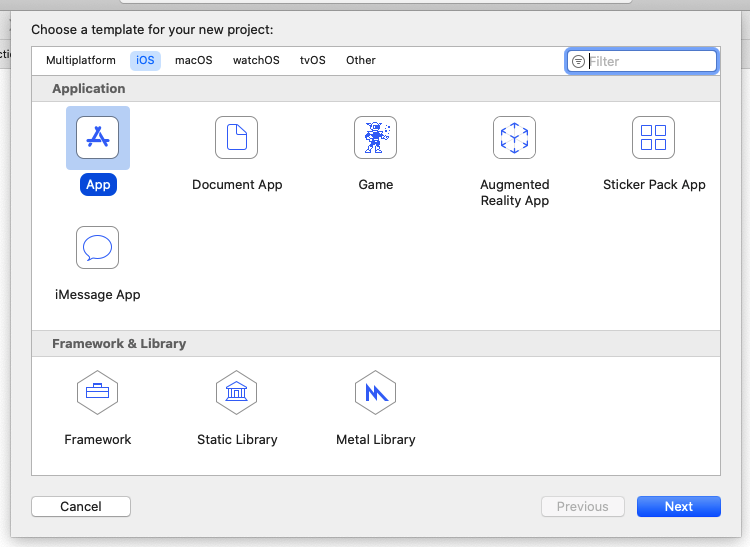 Choose a template for your new project:
Multiplatform iOS macOS watchOS tvOS Other
Filter
Application
App
Document App
Game
Augmented
Reality App
Sticker Pack App
iMessage App
Framework & Library
Framework
Static Library
Metal Library
Cancel
Previous
Next